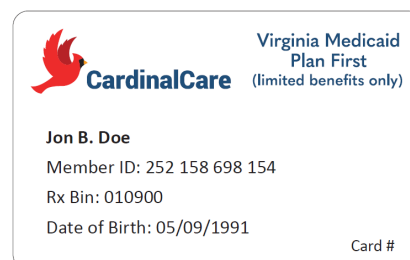 Virginia Medicaid
Plan First
(limited benefits only)
CardinalCare
Jon B. Doe
Member ID: 252 158 698 154
Rx Bin: 010900
Date of Birth: 05/09/1991
Card #